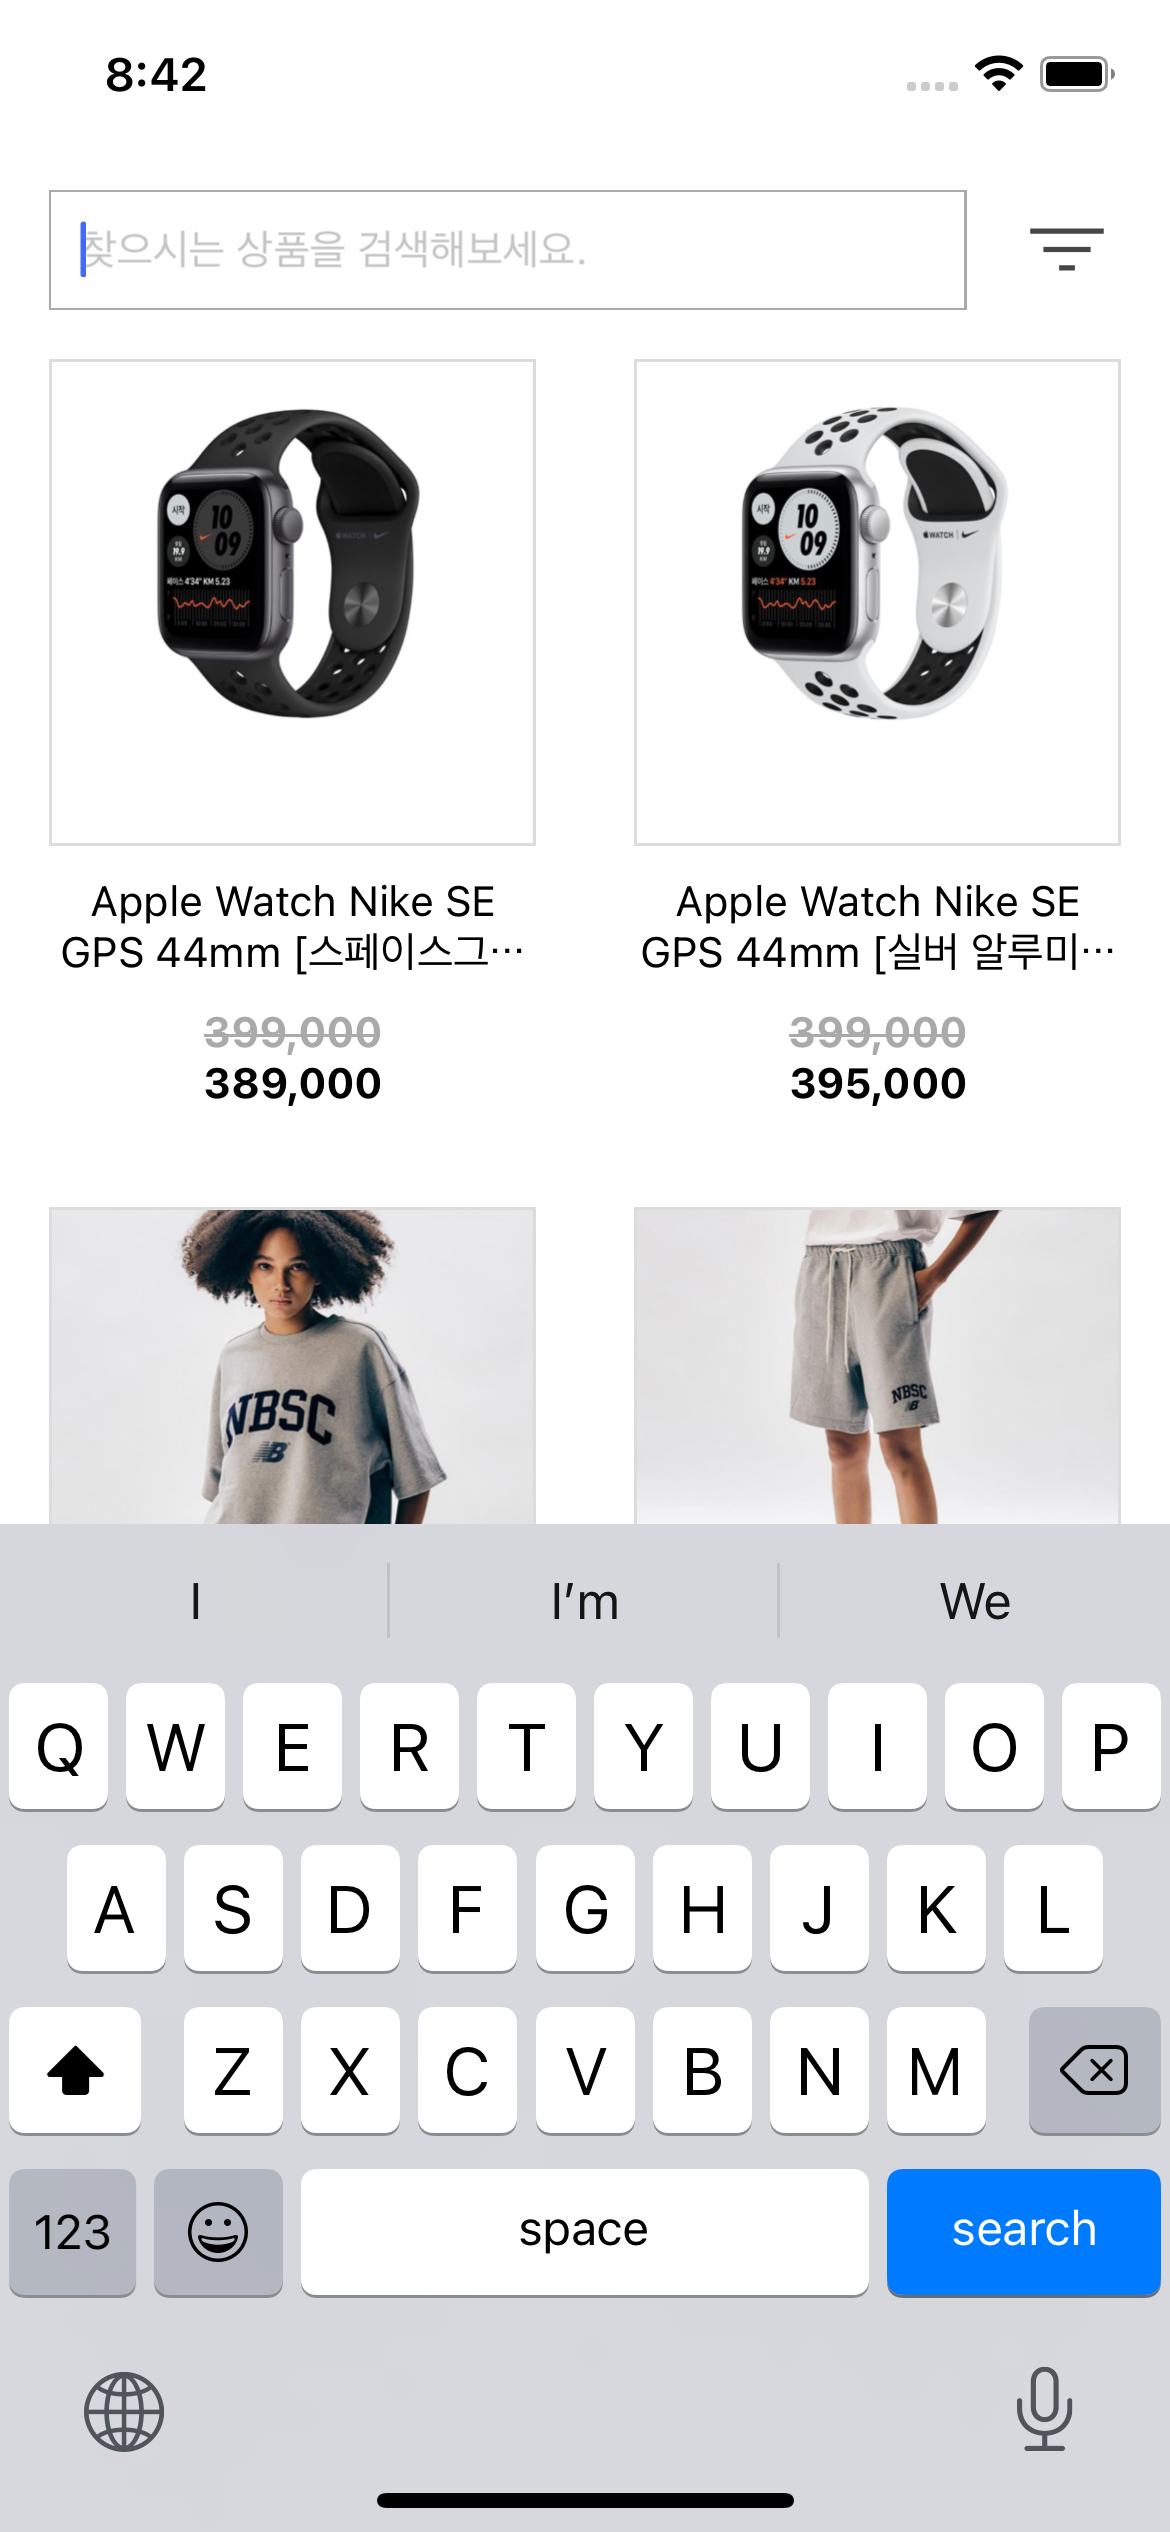 8:42
찾으시는 상품을 검색해보세요.
시작
10
09
19.9
KM
페이스 4'34" KM 5.23
WATCH
시작
10
09
19.9
KM
페이스 4'34" KM 5.23
WATCH
Apple Watch Nike SE
GPS 44mm [스페이스그…
Apple Watch Nike SE
GPS 44mm [실버 알루미…
399,000
389,000
399,000
395,000
NBSC
NB
NBSC
I I’m We
Q W E R T Y U I O P
A S D F G H J K L
Z X C V B N M
123 space search